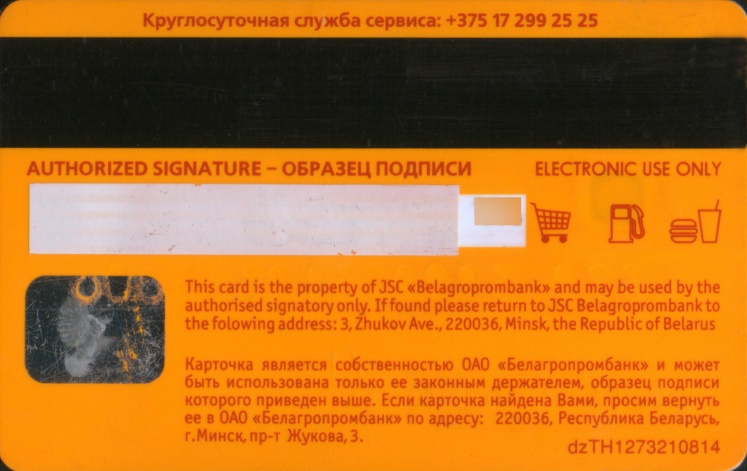 Круглосуточная служба сервиса: +375 17 299 25 25
AUTHORIZED SIGNATURE – ОБРАЗЕЦ ПОДПИСИ
ELECTRONIC USE ONLY
This card is the property of JSC «Belagroprombank» and may be used by the
authorised signatory only. If found please return to JSC Belagroprombank to
the folowing address: 3, Zhukov Ave., 220036, Minsk, the Republic of Belarus
Карточка является собственностью ОАО «Белагропромбанк» и может
быть использована только ее законным держателем, образец подписи
которого приведен выше. Если карточка найдена Вами, просим вернуть
ее в ОАО «Белагропромбанк» по адресу: 220036, Республика Беларусь,
г.Минск, пр-т Жукова, 3.
dzTH1273210814